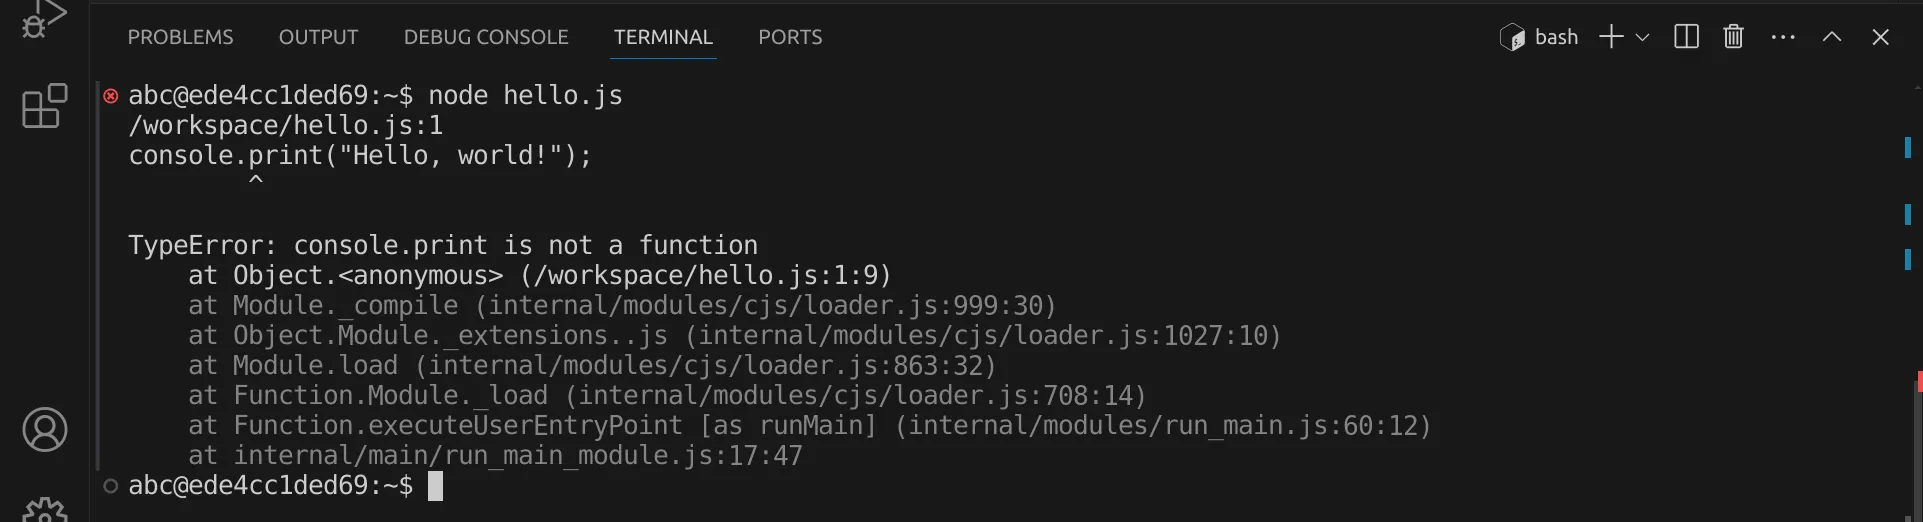 PROBLEMS OUTPUT DEBUG CONSOLE TERMINAL PORTS bash
abc@ede4cc1ded69:~$ node hello.js
/workspace/hello.js:1
console.print("Hello, world!");
        ^
TypeError: console.print is not a function
    at Object.<anonymous> (/workspace/hello.js:1:9)
    at Module._compile (internal/modules/cjs/loader.js:999:30)
    at Object.Module._extensions..js (internal/modules/cjs/loader.js:1027:10)
    at Module.load (internal/modules/cjs/loader.js:863:32)
    at Function.Module._load (internal/modules/cjs/loader.js:708:14)
    at Function.executeUserEntryPoint [as runMain] (internal/modules/run_main.js:60:12)
    at internal/main/run_main_module.js:17:47
abc@ede4cc1ded69:~$